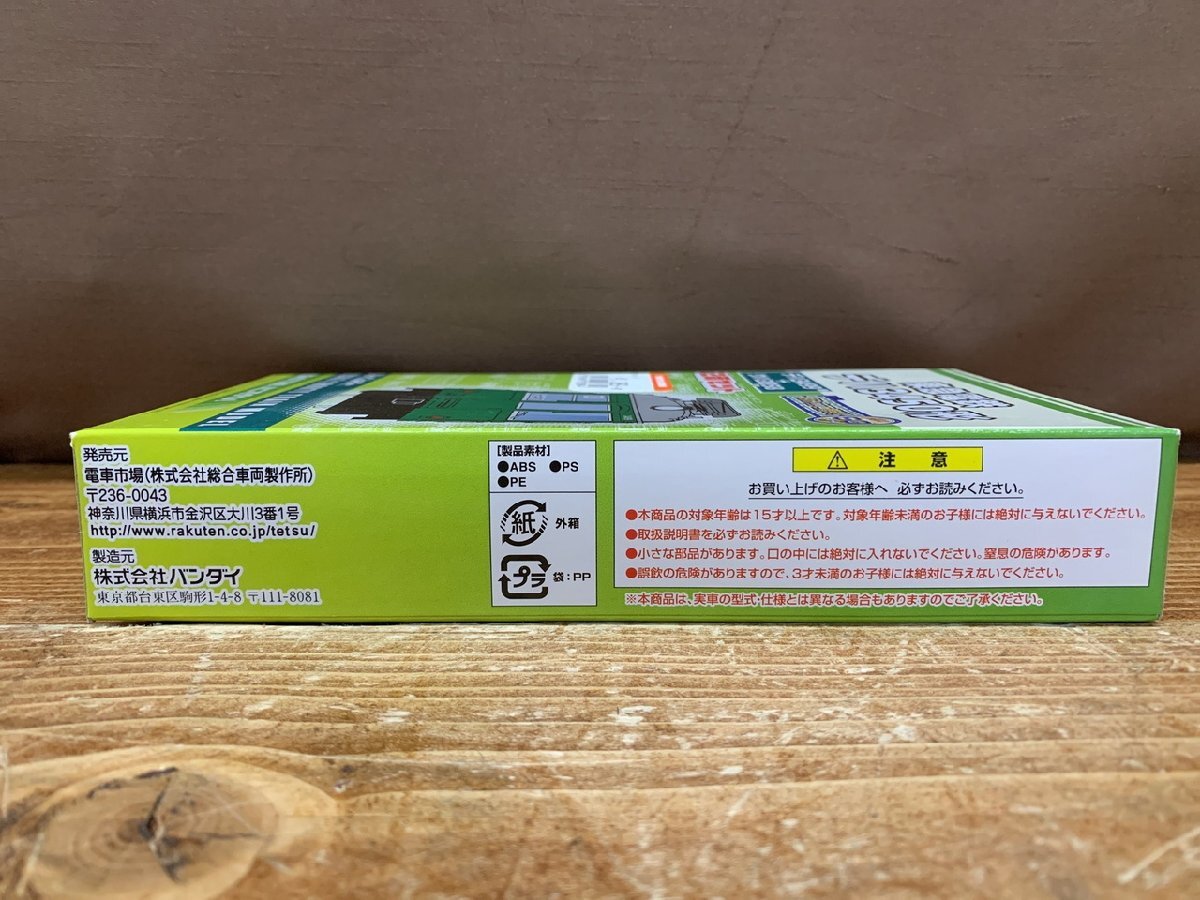 発売元
電車市場(株式会社総合車両製作所)
〒236-0043
神奈川県横浜市金沢区大川3番1号
http://www.rakuten.co.jp/tetsu/
製造元
株式会社バンダイ
東京都台東区駒形1-4-8 〒111-8081
【製品素材】
●ABS ●PS
●PE
紙 外箱
プラ 袋:PP
⚠ 注意
お買い上げのお客様へ 必ずお読みください。
●本商品の対象年齢は15才以上です。対象年齢未満のお子様には絶対に与えないでください。
●取扱説明書を必ずお読みください。
●小さな部品があります。口の中には絶対に入れないでください。窒息の危険があります。
●誤飲の危険がありますので、3才未満のお子様には絶対に与えないでください。
※本商品は、実車の型式・仕様とは異なる場合もありますのでご了承ください。